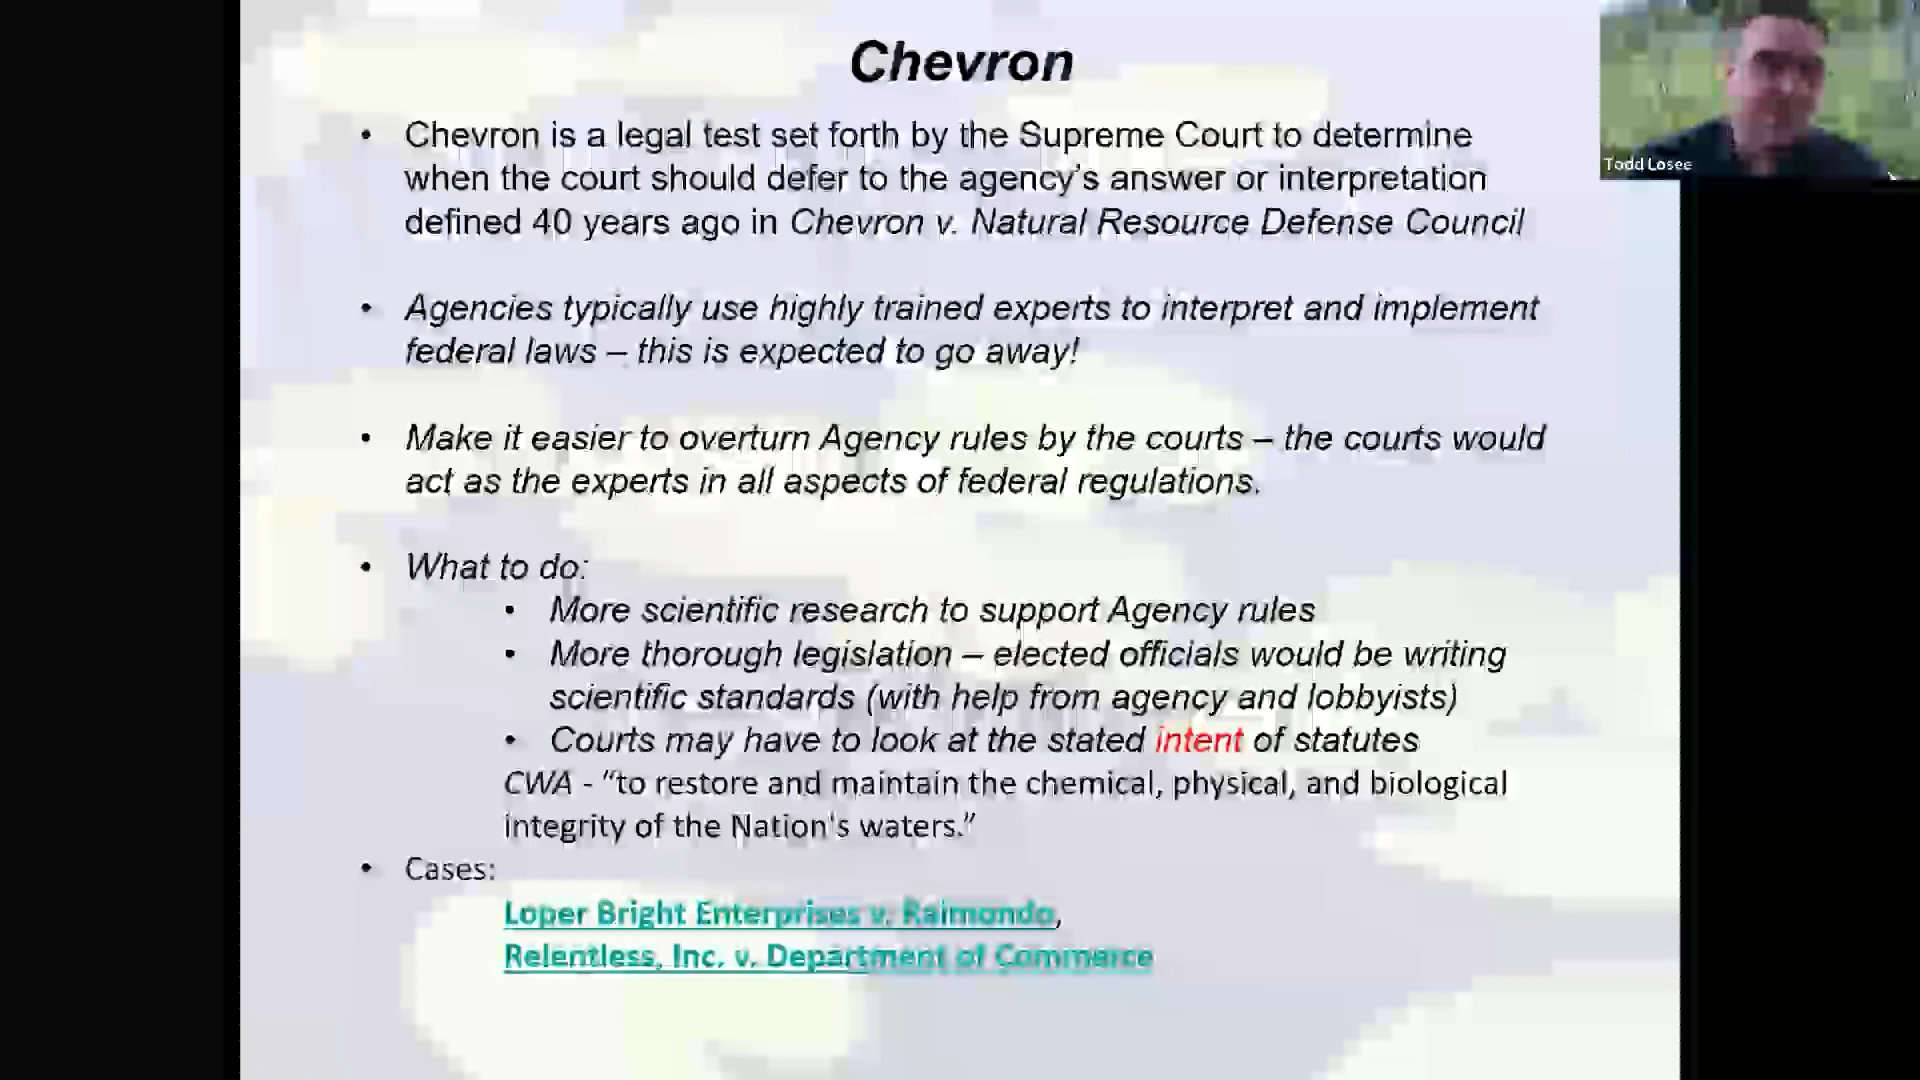 Chevron
• Chevron is a legal test set forth by the Supreme Court to determine
when the court should defer to the agency's answer or interpretation
defined 40 years ago in Chevron v. Natural Resource Defense Council
• Agencies typically use highly trained experts to interpret and implement
federal laws – this is expected to go away!
• Make it easier to overturn Agency rules by the courts – the courts would
act as the experts in all aspects of federal regulations.
• What to do:
• More scientific research to support Agency rules
• More thorough legislation – elected officials would be writing
scientific standards (with help from agency and lobbyists)
• Courts may have to look at the stated intent of statutes
CWA - "to restore and maintain the chemical, physical, and biological
integrity of the Nation's waters."
• Cases:
Loper Bright Enterprises v. Raimondo,
Relentless, Inc. v. Department of Commerce
Todd Losee